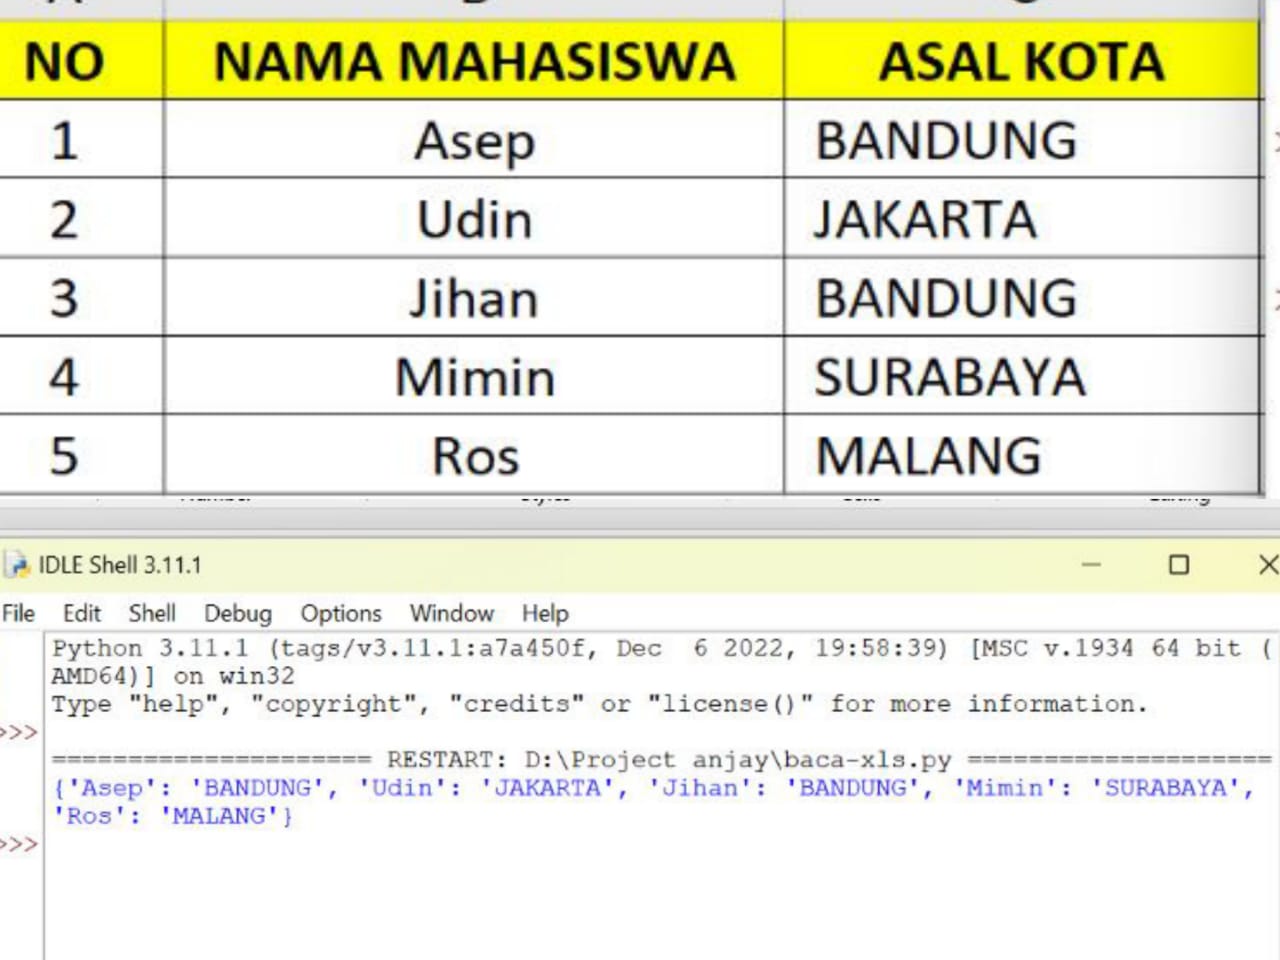 NO NAMA MAHASISWA ASAL KOTA
1 Asep BANDUNG
2 Udin JAKARTA
3 Jihan BANDUNG
4 Mimin SURABAYA
5 Ros MALANG
IDLE Shell 3.11.1
File Edit Shell Debug Options Window Help
Python 3.11.1 (tags/v3.11.1:a7a450f, Dec  6 2022, 19:58:39) [MSC v.1934 64 bit (
AMD64)] on win32
Type "help", "copyright", "credits" or "license()" for more information.
>>>
===================== RESTART: D:\Project anjay\baca-xls.py ====================
{'Asep': 'BANDUNG', 'Udin': 'JAKARTA', 'Jihan': 'BANDUNG', 'Mimin': 'SURABAYA',
'Ros': 'MALANG'}
>>>